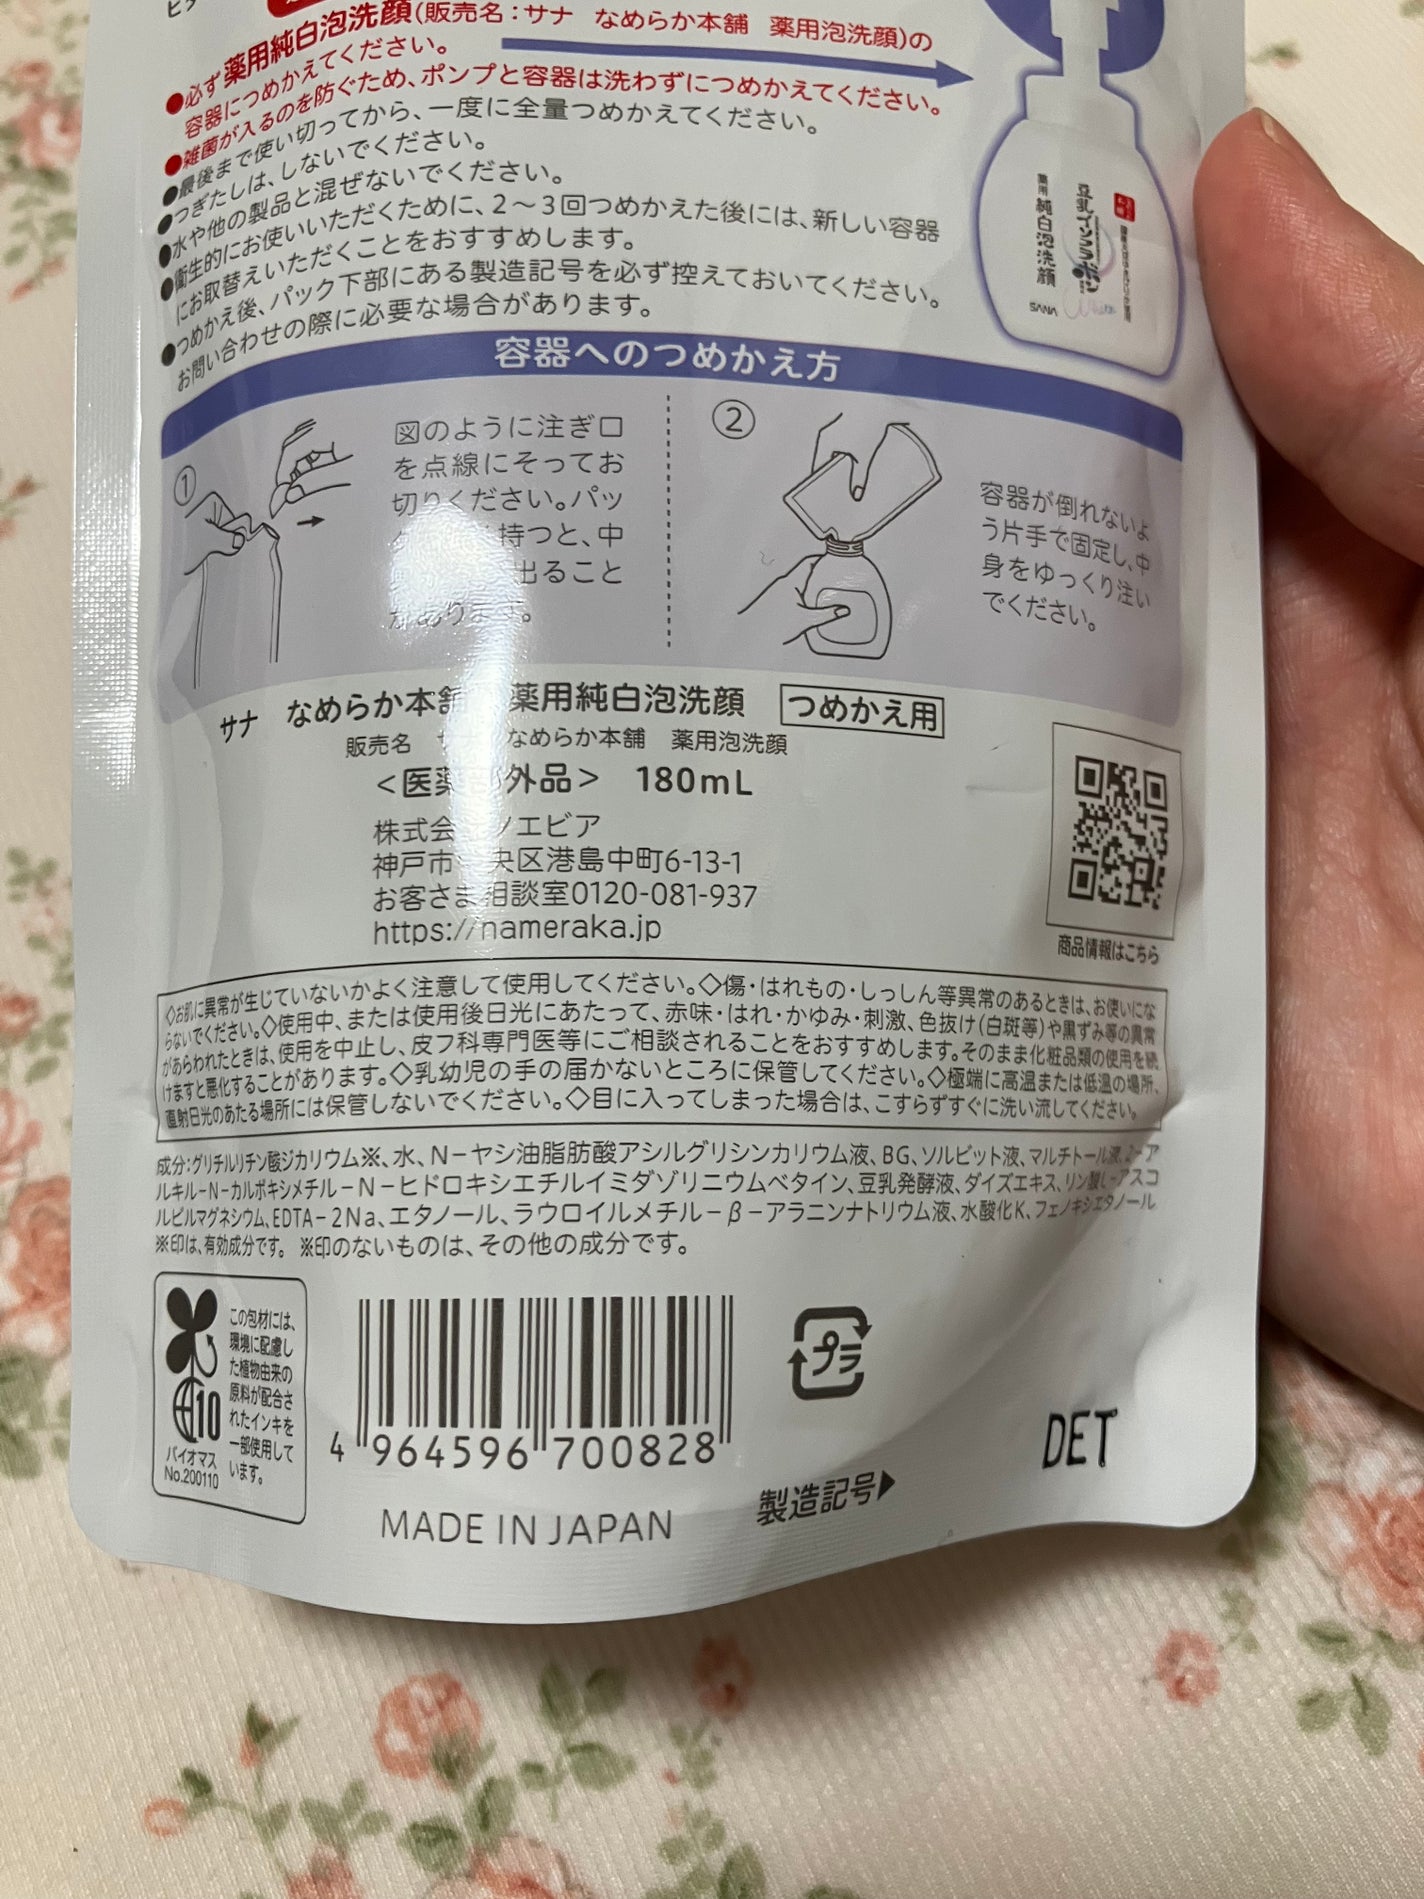 薬用純白泡洗顔(販売名:サナ なめらか本舗 薬用泡洗顔)の
●必ず薬用純白泡洗顔
容器につめかえてください。
●雑菌が入るのを防ぐため、ポンプと容器は洗わずにつめかえてください。
●最後まで使い切ってから、一度に全量つめかえてください。
●つぎたしは、しないでください。
●水や他の製品と混ぜないでください。
●衛生的にお使いいただくために、2〜3回つめかえた後には、新しい容器
にお取替えいただくことをおすすめします。
●つめかえ後、パック下部にある製造記号を必ず控えておいてください。
お問い合わせの際に必要な場合があります。
薬用 純白泡洗顔
豆乳イソフラボン
White
SANA
容器へのつめかえ方
①
図のように注ぎ口
を点線にそってお
切りください。パッ
持つと、中
出ること
があります。
②
容器が倒れないよ
う片手で固定し、中
身をゆっくり注い
でください。
サナ なめらか本舗 薬用純白泡洗顔 つめかえ用
販売名 サナ なめらか本舗 薬用泡洗顔
<医薬部外品> 180mL
株式会社ノエビア
神戸市中央区港島中町6-13-1
お客さま相談室0120-081-937
https://nameraka.jp
商品情報はこちら
◇お肌に異常が生じていないかよく注意して使用してください。◇傷・はれもの・しっしん等異常のあるときは、お使いにな
らないでください。◇使用中、または使用後日光にあたって、赤味・はれ・かゆみ・刺激、色抜け(白斑等)や黒ずみ等の異常
があらわれたときは、使用を中止し、皮フ科専門医等にご相談されることをおすすめします。そのまま化粧品類の使用を続
けますと悪化することがあります。◇乳幼児の手の届かないところに保管してください。◇極端に高温または低温の場所、
直射日光のあたる場所には保管しないでください。◇目に入ってしまった場合は、こすらずすぐに洗い流してください。
成分:グリチルリチン酸ジカリウム※、水、N−ヤシ油脂肪酸アシルグリシンカリウム液、BG、ソルビット液、マルチトール液、2−ア
ルキル−N−カルボキシメチル−N−ヒドロキシエチルイミダゾリニウムベタイン、豆乳発酵液、ダイズエキス、リン酸L−アスコ
ルビルマグネシウム、EDTA−2Na、エタノール、ラウロイルメチル−β−アラニンナトリウム液、水酸化K、フェノキシエタノール
※印は、有効成分です。 ※印のないものは、その他の成分です。
10
バイオマス
No.200110
この包材には、
環境に配慮し
た植物由来の
原料が配合さ
れたインキを
一部使用して
います。
4 964596 700828
プラ
MADE IN JAPAN
製造記号▶
DET